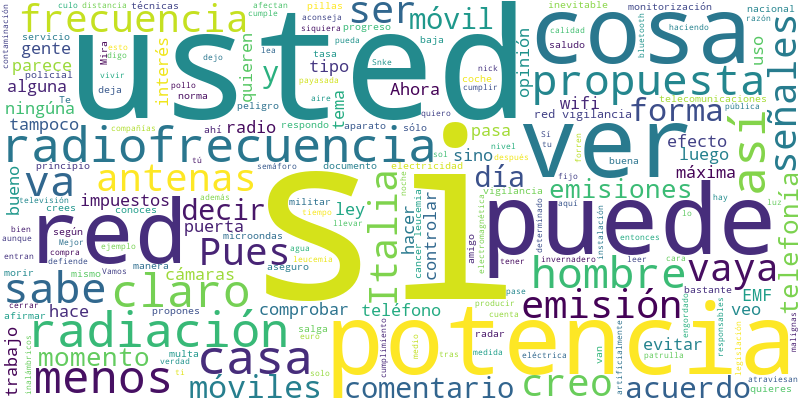 frecuencia
usted
cosa
ser
móvil
propuesta
radiofrecuencia
ver
forma
señales
así
antenas
va
red
si
puede
potencia
Italia
hombre
vaya
telefonía
emisiones
emisión
radiación
claro
sabe
casa
menos
móviles
comentario
creo
acuerdo
momento
decir
Pues
día
gente
parece
alguna
ninguna
tampoco
bueno
impuestos
puerta
cámaras
comprobar
teléfono
trabajo
hace
quieren
tipo
y
Ahora
radio
tema
sino
pasa
opinión
wifi
efecto
luego
máxima
uso
evitar
EMF
veo
ley
hacer
controlar
interés
servicio
policial
técnicas
culo
distancia
pillas
afectan
cumple
aconseja
siquiera
tasa
progreso
baja
lea
nick
payasada
Snke
pueda
inevitable
monitorización
nacional
razón
calidad
bluetooth
haciendo
cumplir
coche
saludo
telecomunicaciones
pública
red vigilancia
contaminación
Mira
esto
digo
vivir
pollo
norma
deja
Te
dejo
peligro
aire
respondo
aparato
quiero
sólo
compañías
ahí
tú
semáforo
documento
electricidad
sol
después
nivel
buena
fijo
aquí
principio
televisión
crees
conoces
además
militar
tiempo
llevar
noche
cáncer leucemia
vigilancia
electromagnética
amigo
tener
invernadero
instalación
determinado
entonces
leer
hay
lo
cara
luz
bien
aunque
según
Mejor
ejemplo
compra
defiende
entran
microondas
agua
leucemia
aseguro
morir
mismo
Vamos
manera
cerrar
afirmar
propones
multa
verdad
ti
salga
euro
solo
medio
cumplimiento
tras
radar
medida
producir
cuenta
pase
eléctrica
van
artificialmente
patrulla
engordado
legislación
responsables
bastante
quieres
atraviesan
malignas
inalámbricos
forren